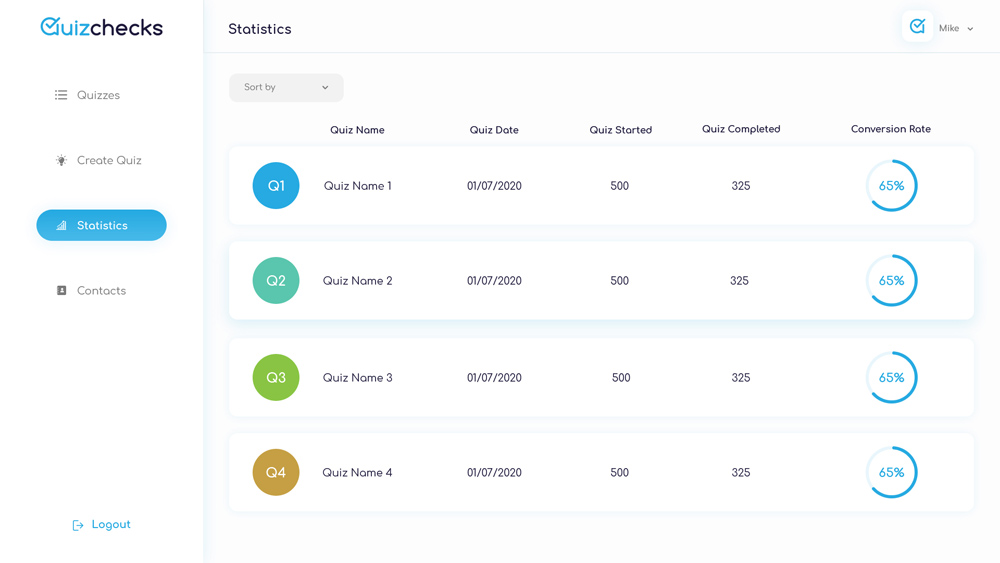 Quizchecks
Statistics
Mike
Quizzes
Create Quiz
Statistics
Contacts
Logout
Sort by
Quiz Name Quiz Date Quiz Started Quiz Completed Conversion Rate
Q1 Quiz Name 1 01/07/2020 500 325 65%
Q2 Quiz Name 2 01/07/2020 500 325 65%
Q3 Quiz Name 3 01/07/2020 500 325 65%
Q4 Quiz Name 4 01/07/2020 500 325 65%